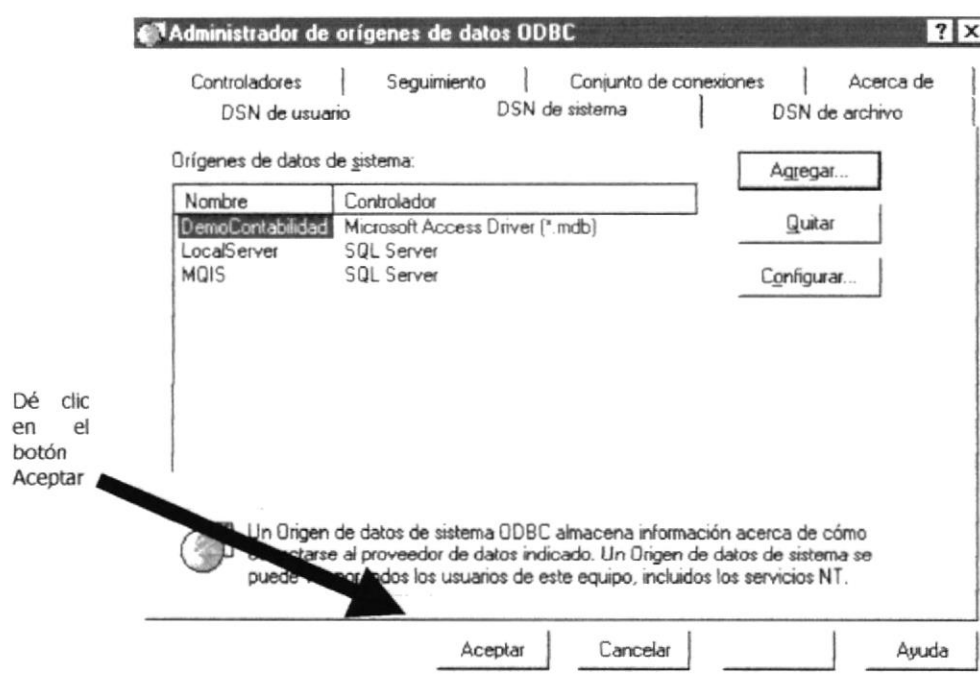 Administrador de orígenes de datos ODBC
Controladores Seguimiento Conjunto de conexiones Acerca de
DSN de usuario DSN de sistema DSN de archivo
Orígenes de datos de sistema:
Nombre Controlador
DemoContabilidad Microsoft Access Driver (*.mdb)
LocalServer SQL Server
MQIS SQL Server
Agregar...
Quitar
Configurar...
Dé clic
en el
botón
Aceptar
Un Origen de datos de sistema ODBC almacena información acerca de cómo
al proveedor de datos indicado. Un Origen de datos de sistema se
puede los usuarios de este equipo, incluidos los servicios NT.
Aceptar Cancelar Ayuda